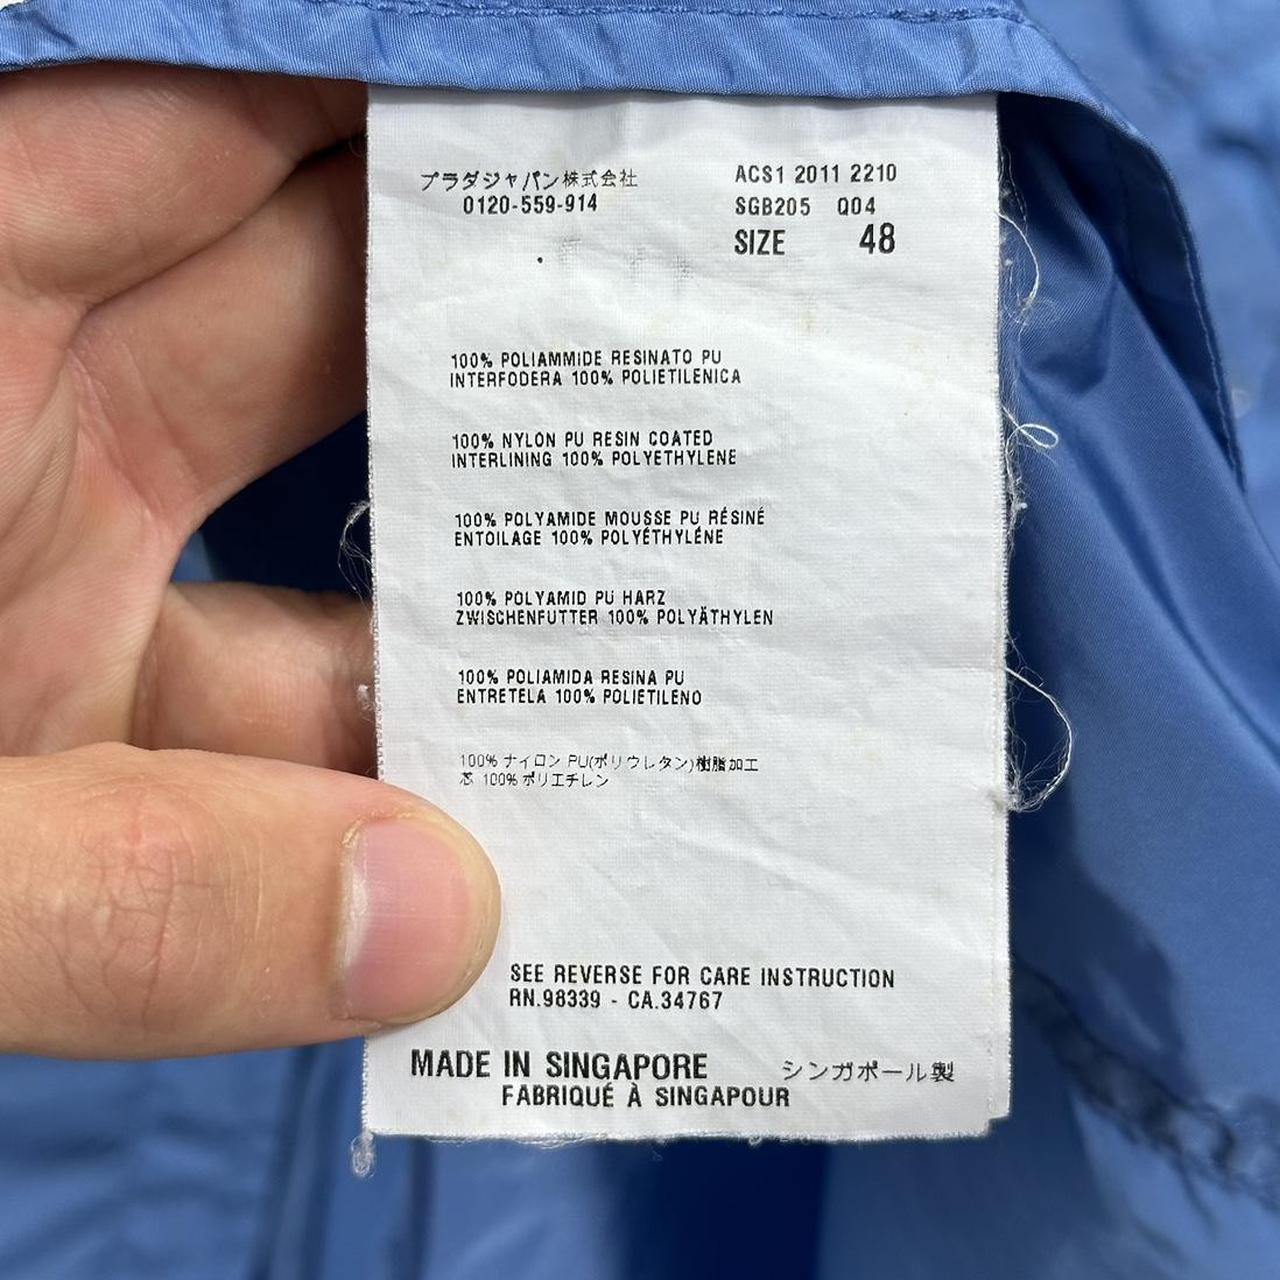 プラダジャパン株式会社
0120-559-914
ACS1 2011 2210
SGB205 Q04
SIZE 48
100% POLIAMMIDE RESINATO PU
INTERFODERA 100% POLIETILENICA
100% NYLON PU RESIN COATED
INTERLINING 100% POLYETHYLENE
100% POLYAMIDE MOUSSE PU RÉSINÉ
ENTOILAGE 100% POLYÉTHYLÉNE
100% POLYAMID PU HARZ
ZWISCHENFUTTER 100% POLYÄTHYLEN
100% POLIAMIDA RESINA PU
ENTRETELA 100% POLIETILENO
100% ナイロン PU(ポリウレタン)樹脂加工
芯 100% ポリエチレン
SEE REVERSE FOR CARE INSTRUCTION
RN.98339 - CA.34767
MADE IN SINGAPORE シンガポール製
FABRIQUÉ À SINGAPOUR